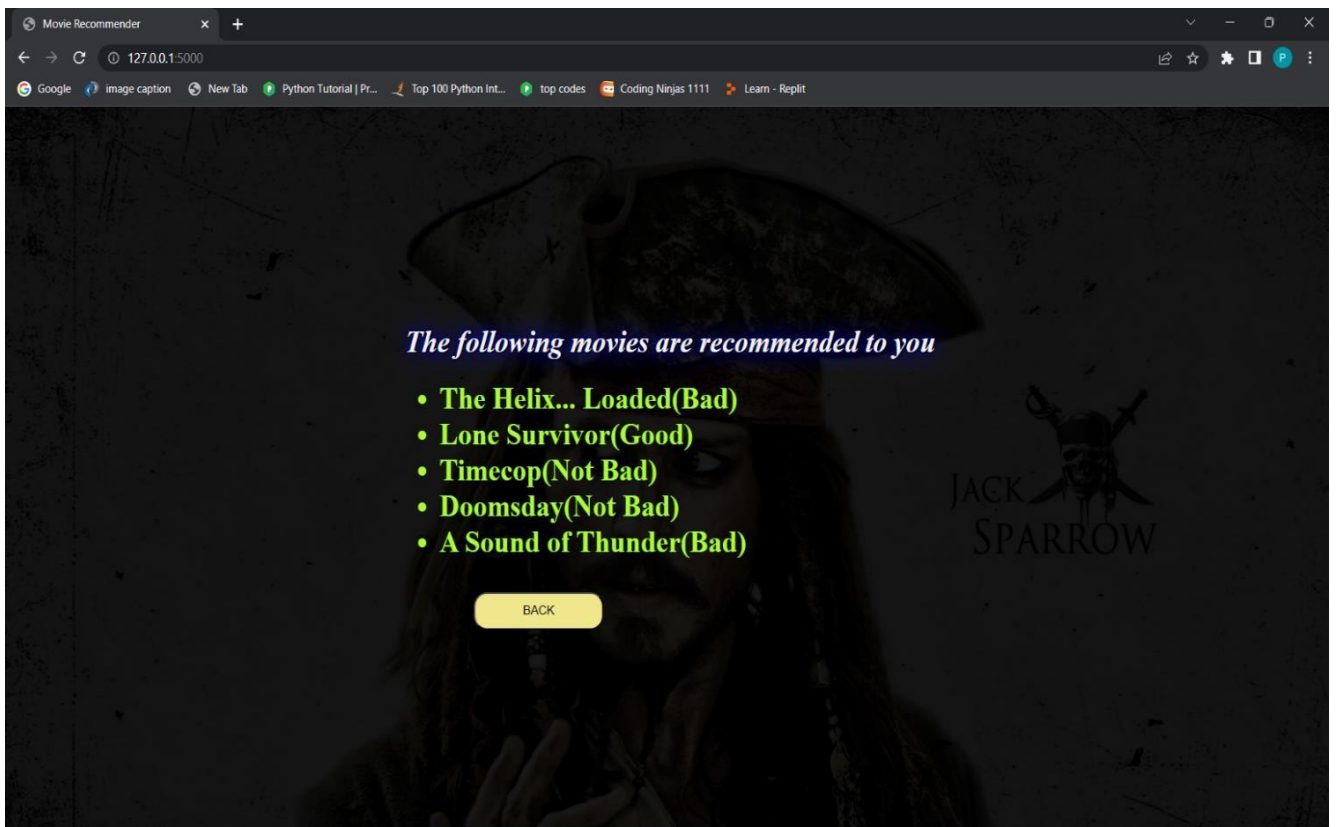 Movie Recommender
127.0.0.1:5000
P
Google image caption New Tab Python Tutorial | Pr... Top 100 Python Int... top codes Coding Ninjas 1111 Learn - Replit
The following movies are recommended to you
• The Helix... Loaded(Bad)
• Lone Survivor(Good)
• Timecop(Not Bad)
• Doomsday(Not Bad)
• A Sound of Thunder(Bad)
JACK
SPARROW
BACK